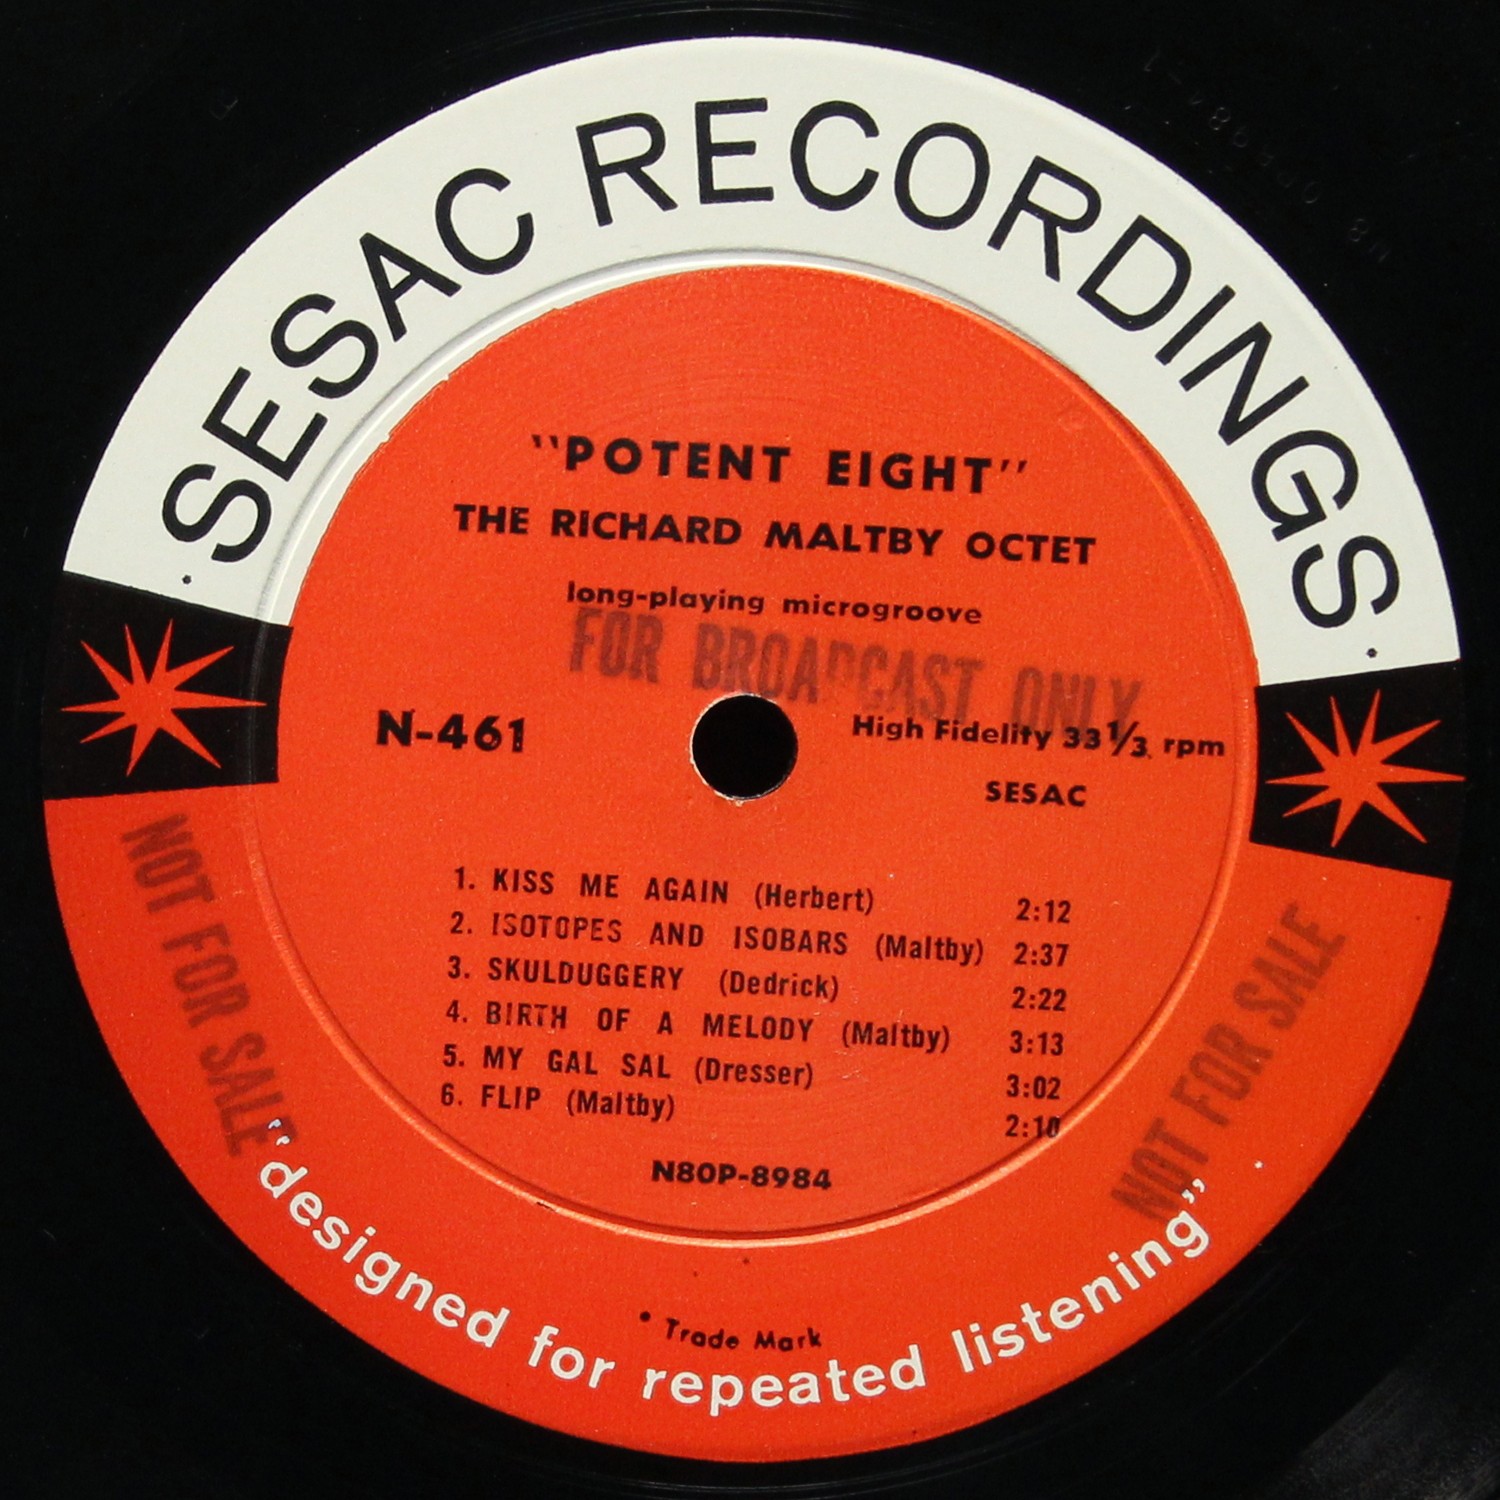 SESAC RECORDINGS
"POTENT EIGHT"
THE RICHARD MALTBY OCTET
long-playing microgroove
FOR BROADCAST ONLY
N-461
High Fidelity 33 1/3 rpm
SESAC
1. KISS ME AGAIN (Herbert) 2:12
2. ISOTOPES AND ISOBARS (Maltby) 2:37
3. SKULDUGGERY (Dedrick) 2:22
4. BIRTH OF A MELODY (Maltby) 3:13
5. MY GAL SAL (Dresser) 3:02
6. FLIP (Maltby) 2:10
N8OP-8984
NOT FOR SALE
NOT FOR SALE
• Trade Mark
"designed for repeated listening"